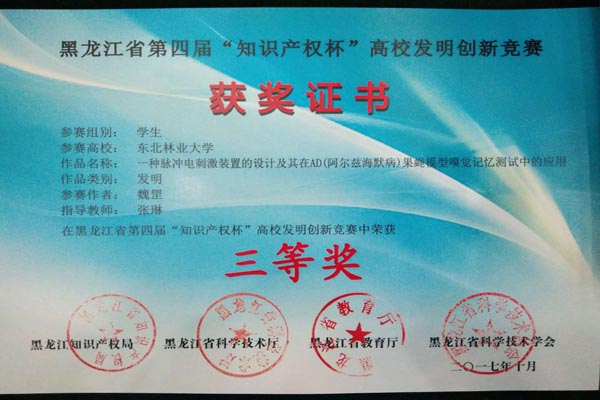 黑龙江省第四届“知识产权杯”高校发明创新竞赛
获奖证书
参赛组别： 学生
参赛高校： 东北林业大学
作品名称： 一种脉冲电刺激装置的设计及其在AD(阿尔兹海默病)果蝇模型嗅觉记忆测试中的应用
作品类别： 发明
参赛作者： 魏罡
指导教师： 张琳
在黑龙江省第四届“知识产权杯”高校发明创新竞赛中荣获
三等奖
黑龙江知识产权局 黑龙江省科学技术厅 黑龙江省教育厅 黑龙江省科学技术学会
二〇一七年十月
黑龙江省教育厅